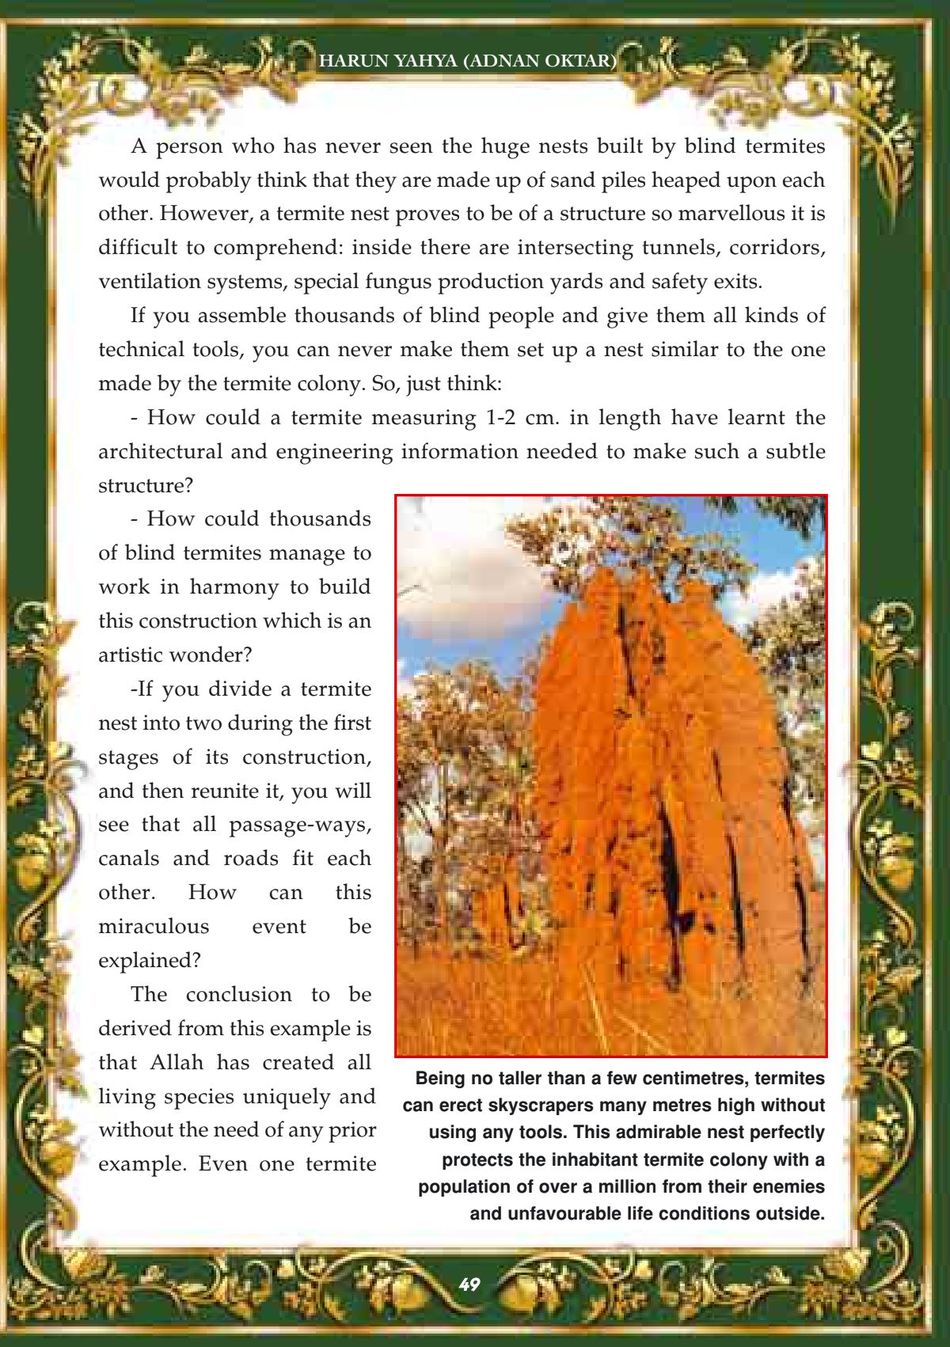 HARUN YAHYA (ADNAN OKTAR)
A person who has never seen the huge nests built by blind termites
would probably think that they are made up of sand piles heaped upon each
other. However, a termite nest proves to be of a structure so marvellous it is
difficult to comprehend: inside there are intersecting tunnels, corridors,
ventilation systems, special fungus production yards and safety exits.
If you assemble thousands of blind people and give them all kinds of
technical tools, you can never make them set up a nest similar to the one
made by the termite colony. So, just think:
- How could a termite measuring 1-2 cm. in length have learnt the
architectural and engineering information needed to make such a subtle
structure?
- How could thousands
of blind termites manage to
work in harmony to build
this construction which is an
artistic wonder?
-If you divide a termite
nest into two during the first
stages of its construction,
and then reunite it, you will
see that all passage-ways,
canals and roads fit each
other. How can this
miraculous event be
explained?
The conclusion to be
derived from this example is
that Allah has created all
living species uniquely and
without the need of any prior
example. Even one termite
Being no taller than a few centimetres, termites
can erect skyscrapers many metres high without
using any tools. This admirable nest perfectly
protects the inhabitant termite colony with a
population of over a million from their enemies
and unfavourable life conditions outside.
49